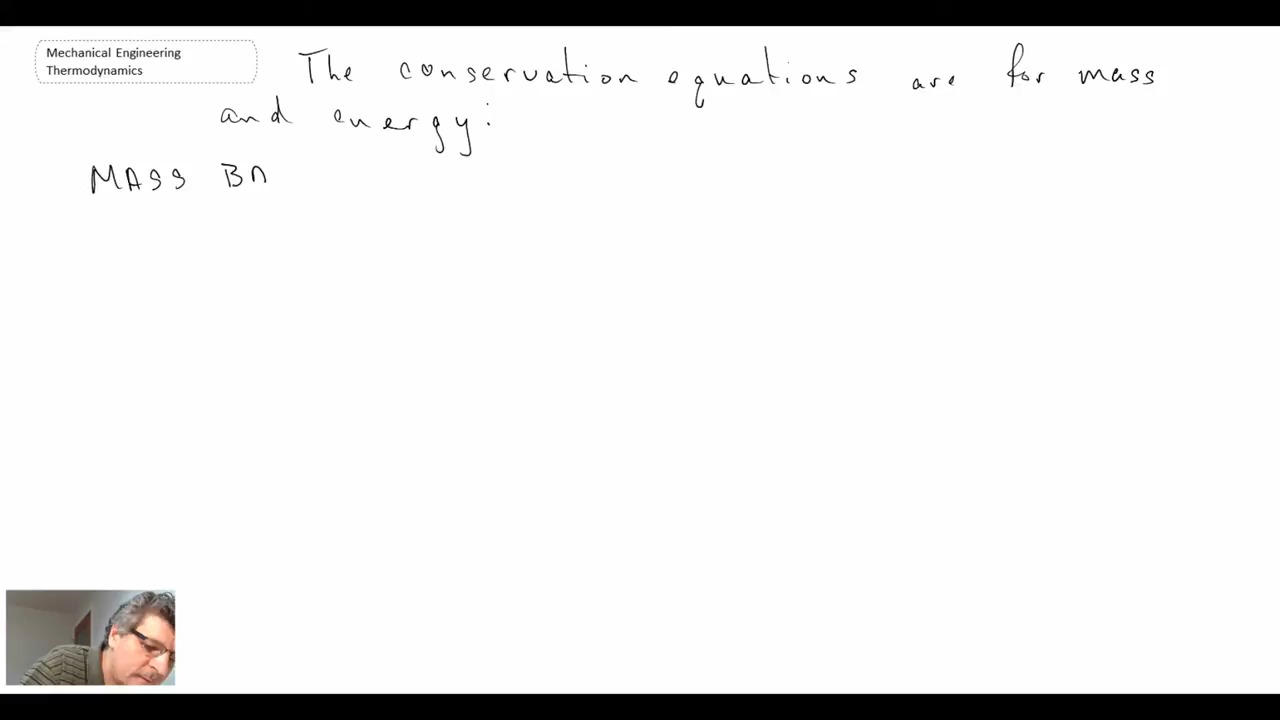 Mechanical Engineering
Thermodynamics
The conservation equations are for mass
and energy:
MASS BA